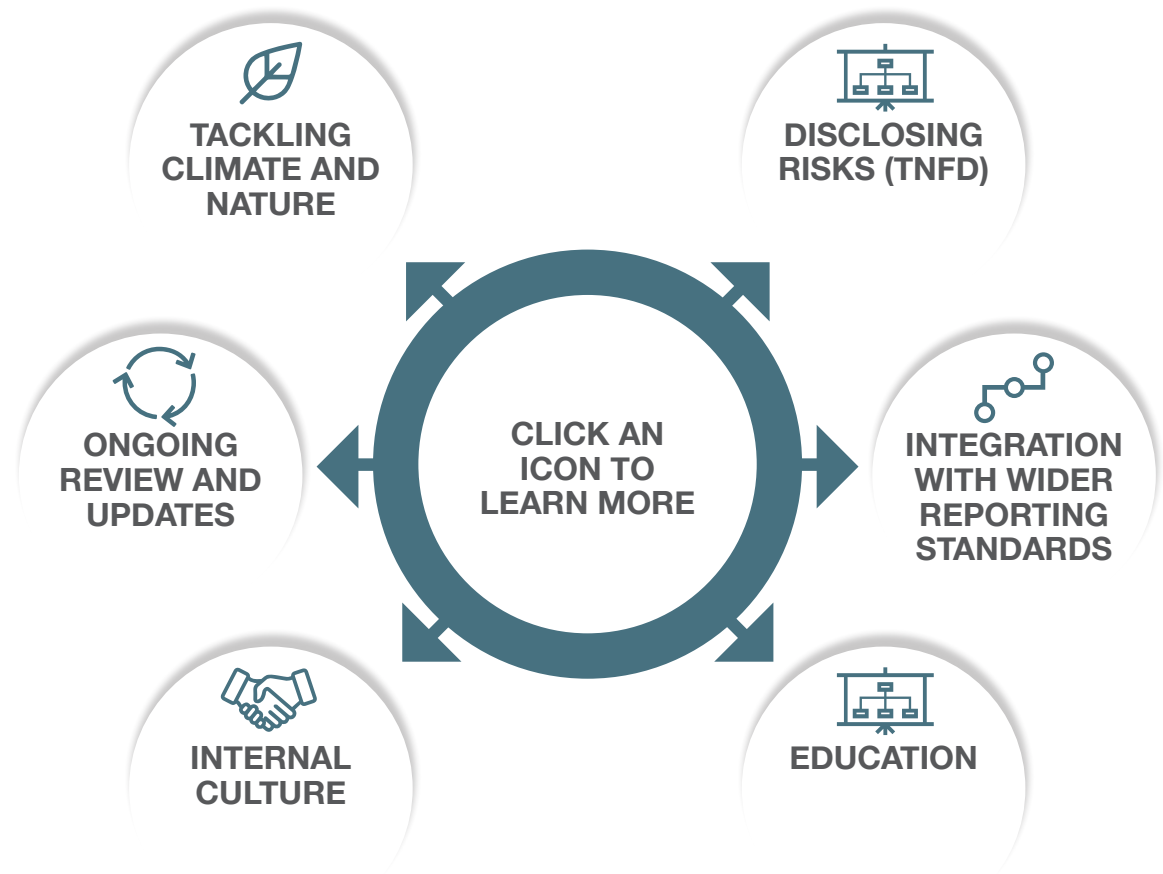 TACKLING
CLIMATE AND
NATURE
DISCLOSING
RISKS (TNFD)
ONGOING
REVIEW AND
UPDATES
CLICK AN
ICON TO
LEARN MORE
INTEGRATION
WITH WIDER
REPORTING
STANDARDS
INTERNAL
CULTURE
EDUCATION